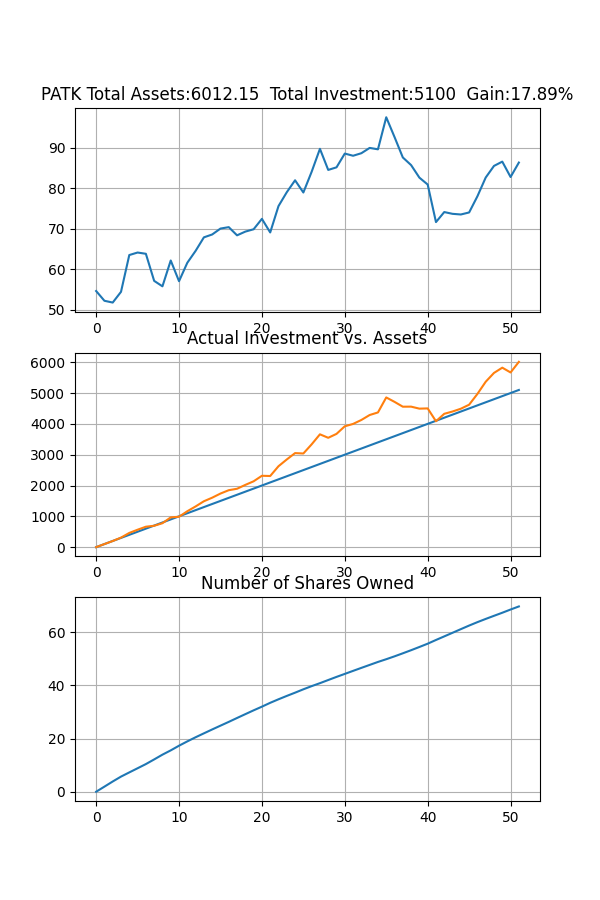 PATK Total Assets:6012.15  Total Investment:5100  Gain:17.89%
90
80
70
60
50
0 10 20 30 40 50
Actual Investment vs. Assets
6000
5000
4000
3000
2000
1000
0
0 10 20 30 40 50
Number of Shares Owned
60
40
20
0
0 10 20 30 40 50